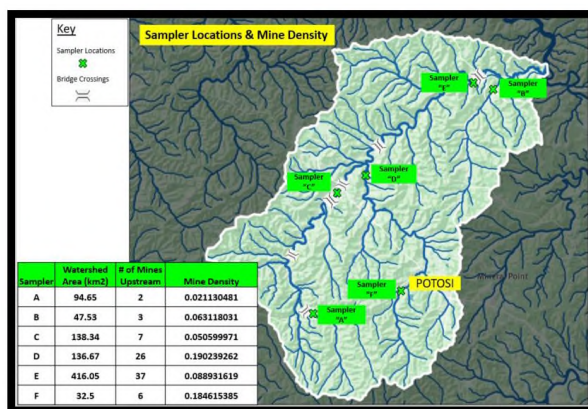 Key
Sampler Locations
Bridge Crossings
Sampler Locations & Mine Density
Sampler
"E"
Sampler
"B"
Sampler
"C"
Sampler
"D"
Sampler
"F"
POTOSI
Mineral Point
Sampler
"A"
Sampler Watershed Area (km2) # of Mines Upstream Mine Density
A 94.65 2 0.021130481
B 47.53 3 0.063118031
C 138.34 7 0.050599971
D 136.67 26 0.190239262
E 416.05 37 0.088931619
F 32.5 6 0.184615385